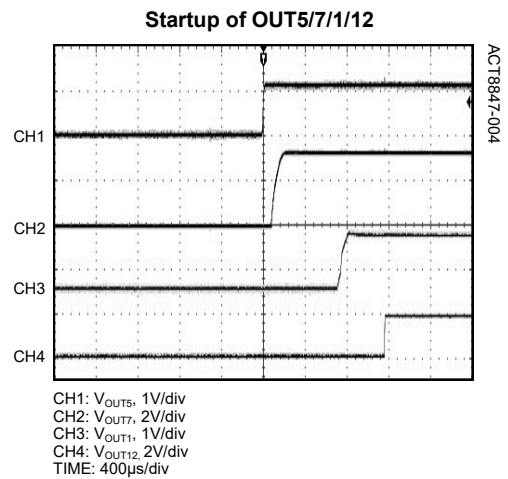 Startup of OUT5/7/1/12
ACT8847-004
CH1
CH2
CH3
CH4
CH1: VOUT5, 1V/div
CH2: VOUT7, 2V/div
CH3: VOUT1, 1V/div
CH4: VOUT12, 2V/div
TIME: 400µs/div